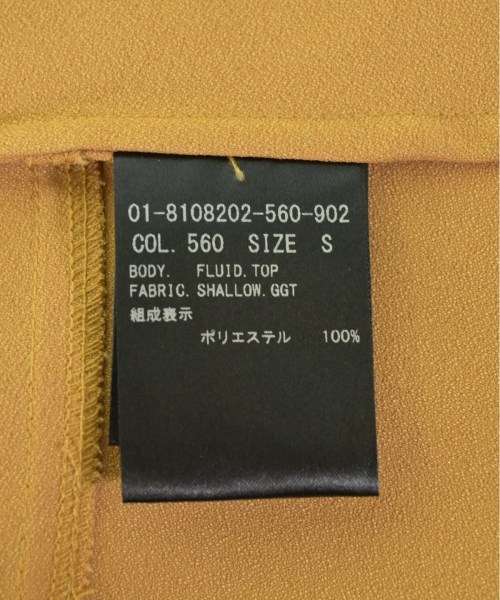 01-8108202-560-902
COL. 560 SIZE S
BODY. FLUID.TOP
FABRIC. SHALLOW.GGT
組成表示
ポリエステル 100%